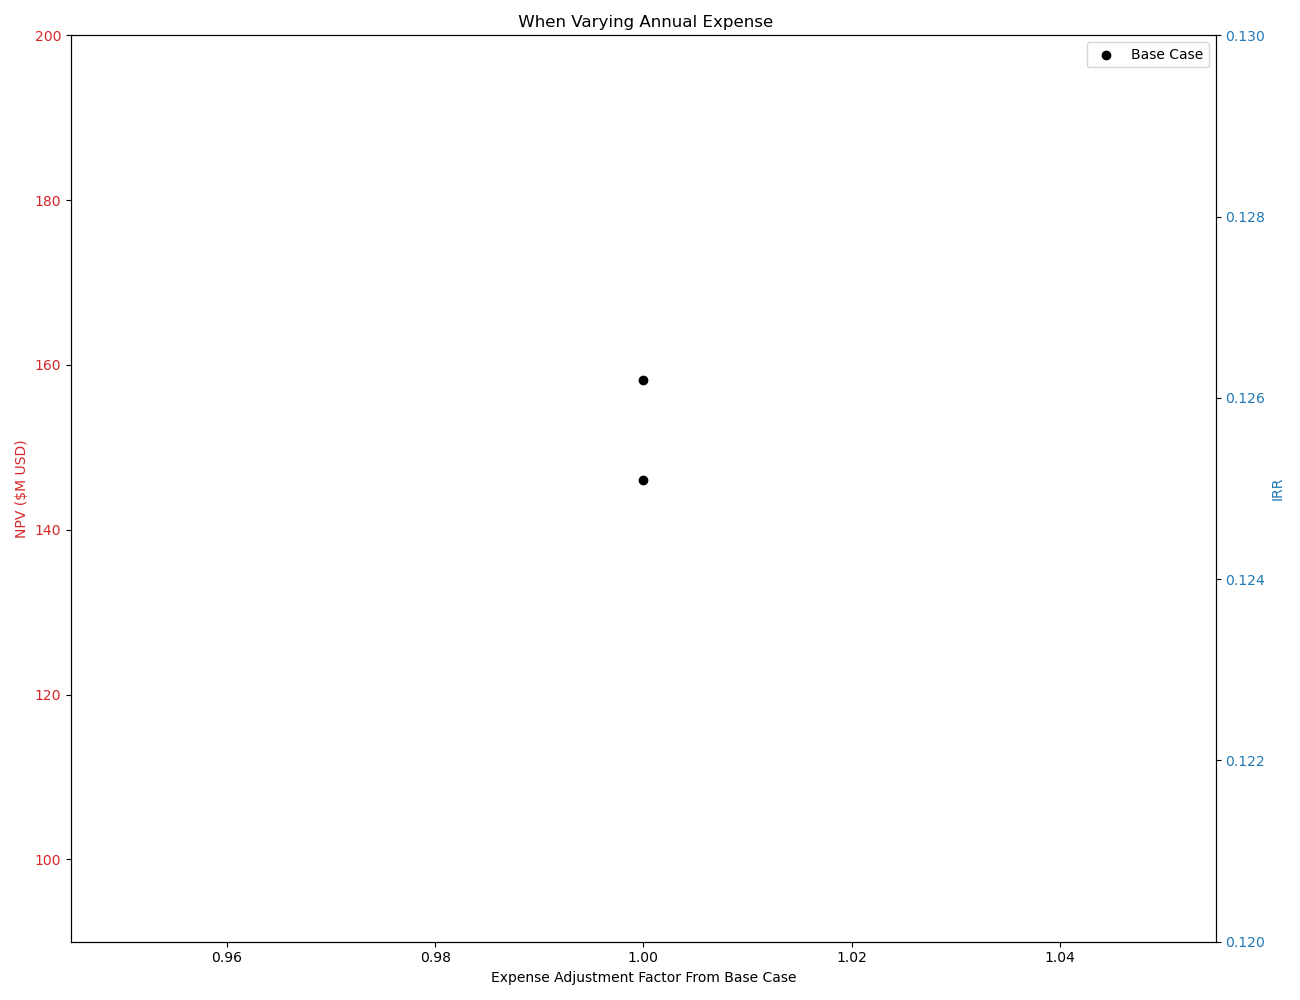 When Varying Annual Expense
Base Case
NPV ($M USD)
200
180
160
140
120
100
IRR
0.130
0.128
0.126
0.124
0.122
0.120
0.96 0.98 1.00 1.02 1.04
Expense Adjustment Factor From Base Case